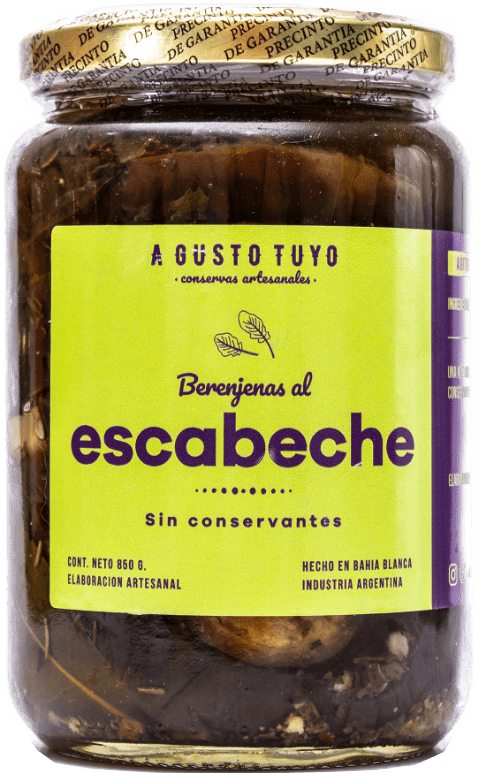 PRECINTO
DE GARANTIA
A GUSTO TUYO
· conservas artesanales ·
Berenjenas al
escabeche
Sin conservantes
CONT. NETO 850 G.
ELABORACION ARTESANAL
HECHO EN BAHIA BLANCA
INDUSTRIA ARGENTINA